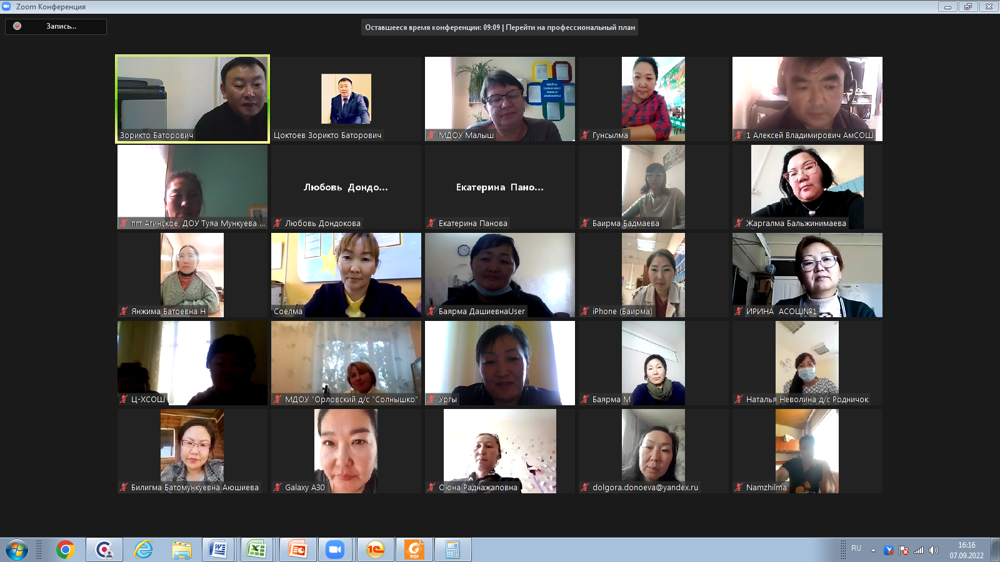 Zoom Конференция
Запись...
Оставшееся время конференции: 09:09 | Перейти на профессиональный план
Зорикто Баторович
Цоктоев Зорикто Баторович
МДОУ Малыш
Гунсылма
1 Алексей Владимирович АмСОШ
пгт Агинское, ДОУ Туяа Мункуева ...
Любовь Дондо...
Любовь Дондокова
Екатерина Пано...
Екатерина Панова
Баирма Бадмаева
Жаргалма Бальжинимаева
Янжима Батоевна Н
Соелма
Баярма ДашиевнаUser
iPhone (Баирма)
ИРИНА АСОШ№1
Ц-ХСОШ
МДОУ "Орловский д/с "Солнышко"
Ургы
Баярма М
Наталья Неволина д/с Родничок
Билигма Батомункуевна Аюшиева
Galaxy A30
Оюна Раднажаповна
dolgora.donoeva@yandex.ru
Namzhilma
1С
PDF
RU
16:16
07.09.2022